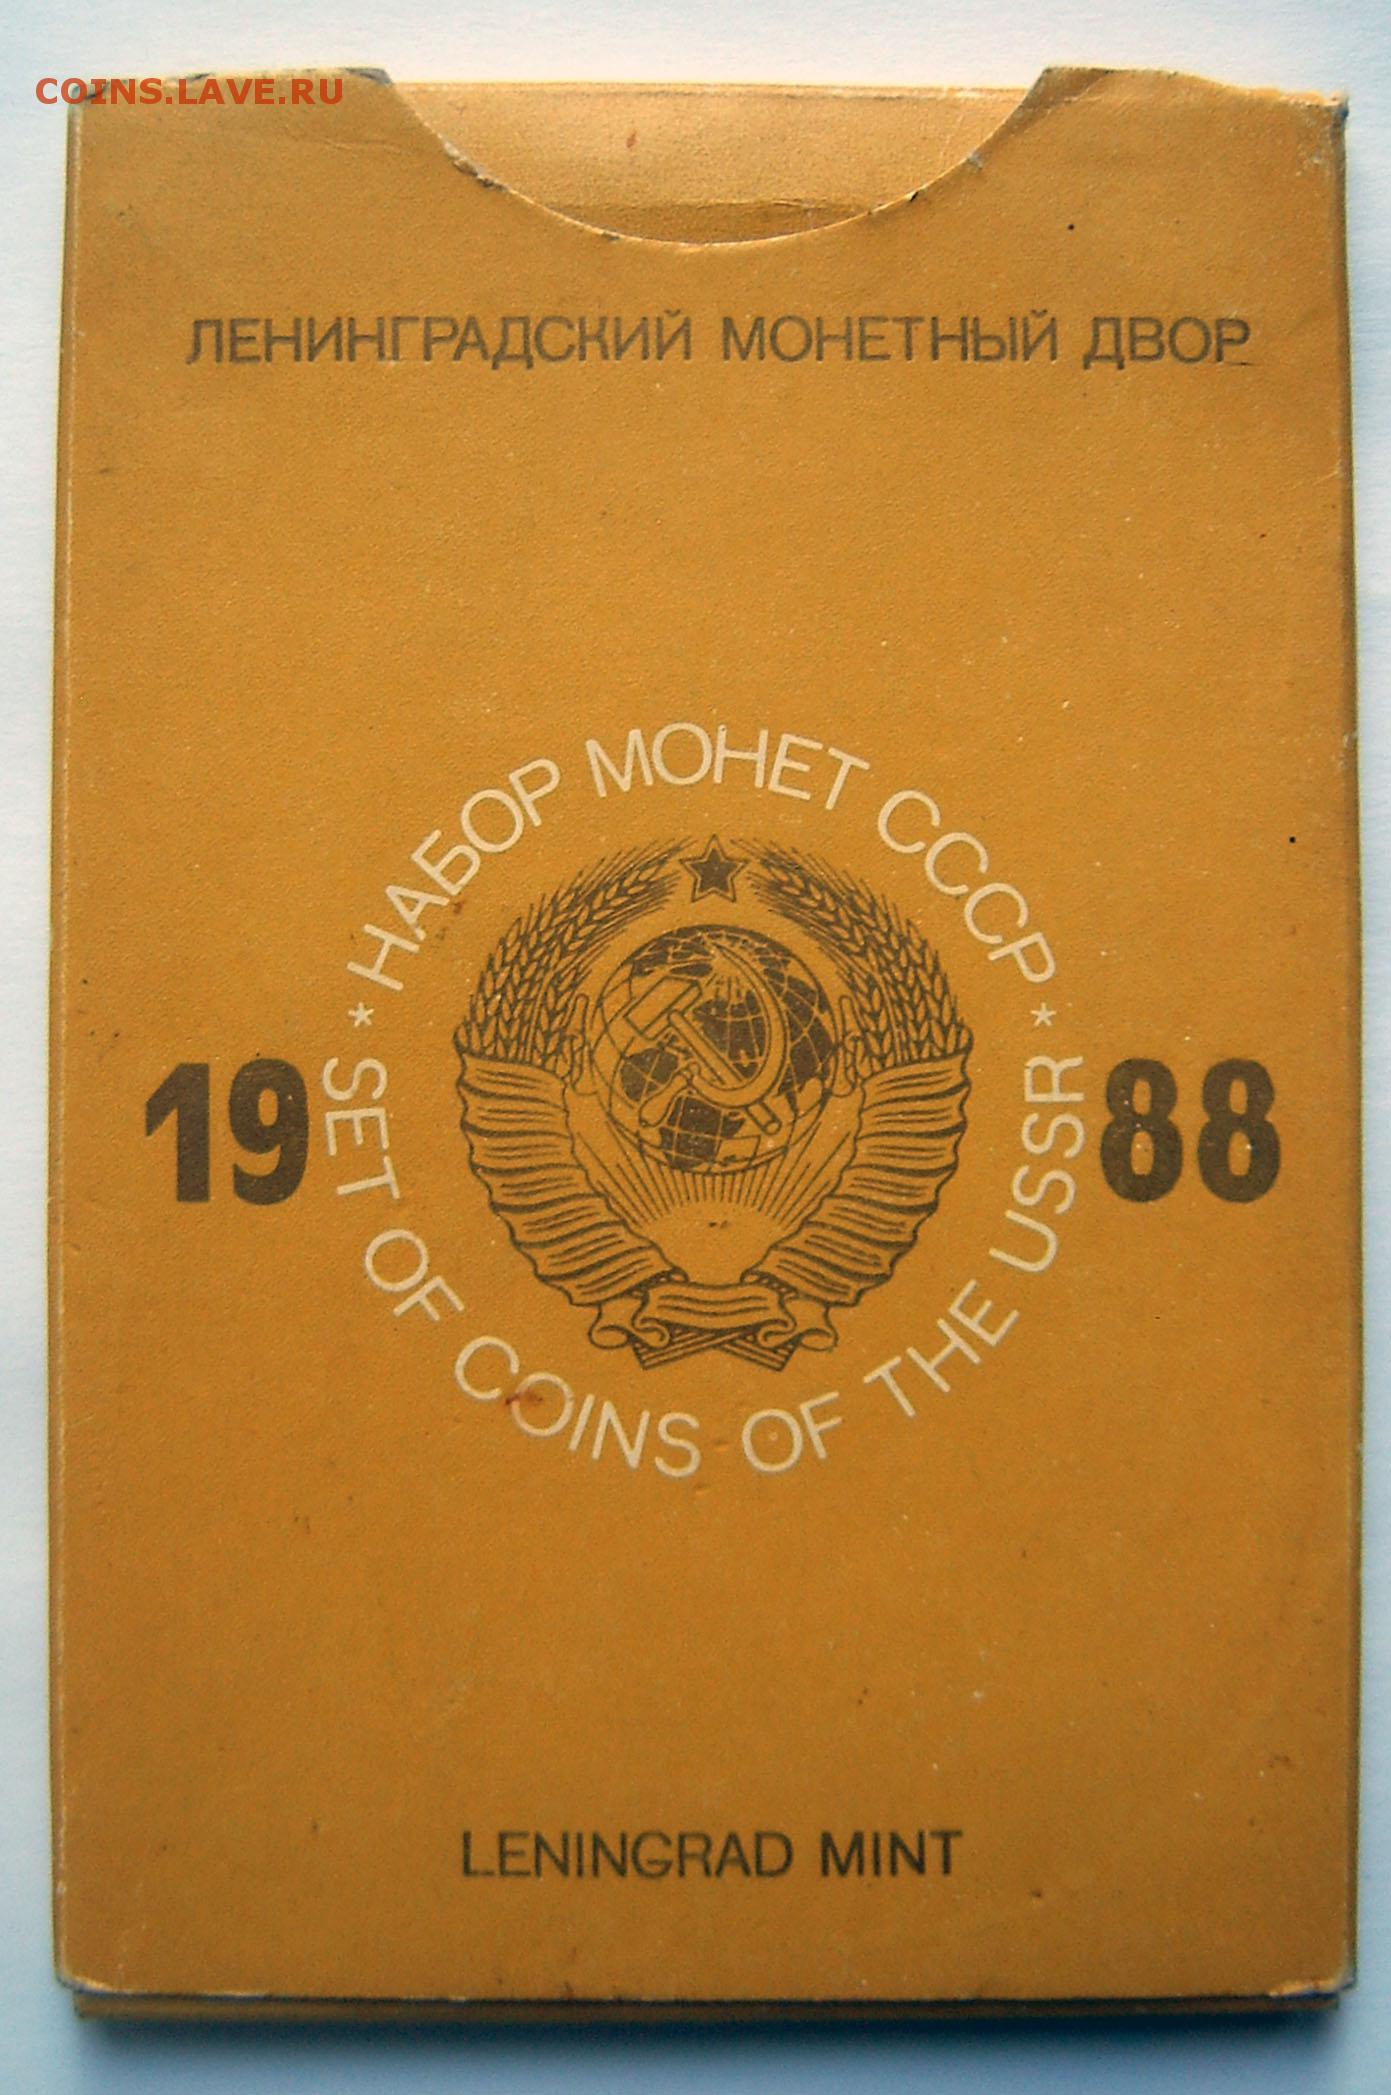 COINS.LAVE.RU
ЛЕНИНГРАДСКИЙ МОНЕТНЫЙ ДВОР
* НАБОР МОНЕТ СССР *
19 88
SET OF COINS OF THE USSR
LENINGRAD MINT